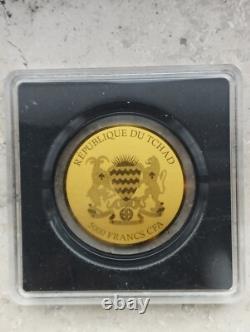 RÉPUBLIQUE DU TCHAD
5000 FRANCS CFA
ebay